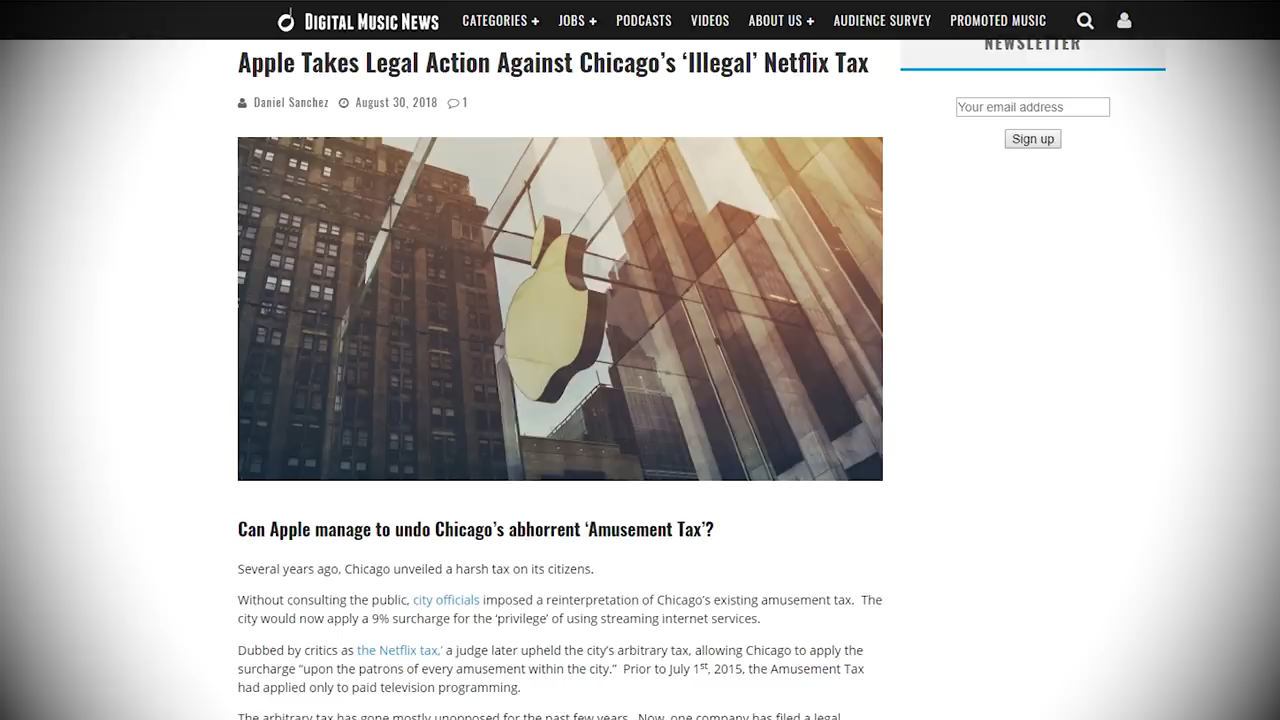 DIGITAL MUSIC NEWS CATEGORIES + JOBS + PODCASTS VIDEOS ABOUT US + AUDIENCE SURVEY PROMOTED MUSIC
NEWSLETTER
Apple Takes Legal Action Against Chicago’s ‘Illegal’ Netflix Tax
Daniel Sanchez August 30, 2018 1
Your email address
Sign up
Can Apple manage to undo Chicago’s abhorrent ‘Amusement Tax’?
Several years ago, Chicago unveiled a harsh tax on its citizens.
Without consulting the public, city officials imposed a reinterpretation of Chicago’s existing amusement tax. The
city would now apply a 9% surcharge for the ‘privilege’ of using streaming internet services.
Dubbed by critics as the Netflix tax,’ a judge later upheld the city’s arbitrary tax, allowing Chicago to apply the
surcharge “upon the patrons of every amusement within the city.” Prior to July 1st, 2015, the Amusement Tax
had applied only to paid television programming.
The arbitrary tax has gone mostly unopposed for the past few years. Now, one company has filed a legal